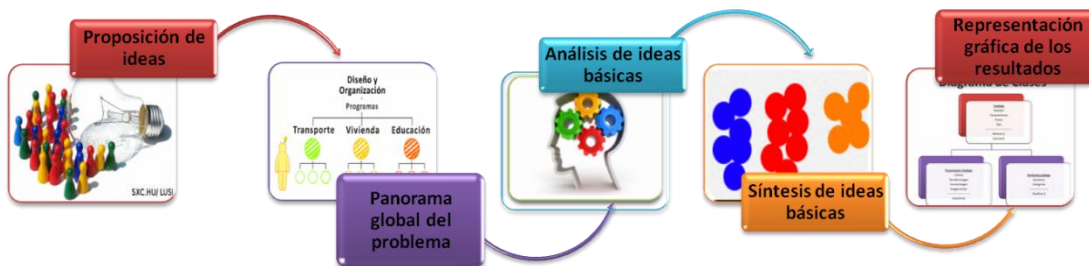 Proposición de
ideas
SXC.HU/ LUSI
Diseño y
Organización
Programas
Transporte Vivienda Educación
Panorama
global del
problema
Análisis de ideas
básicas
Síntesis de ideas
básicas
Representación
gráfica de los
resultados
Diagrama de Clases